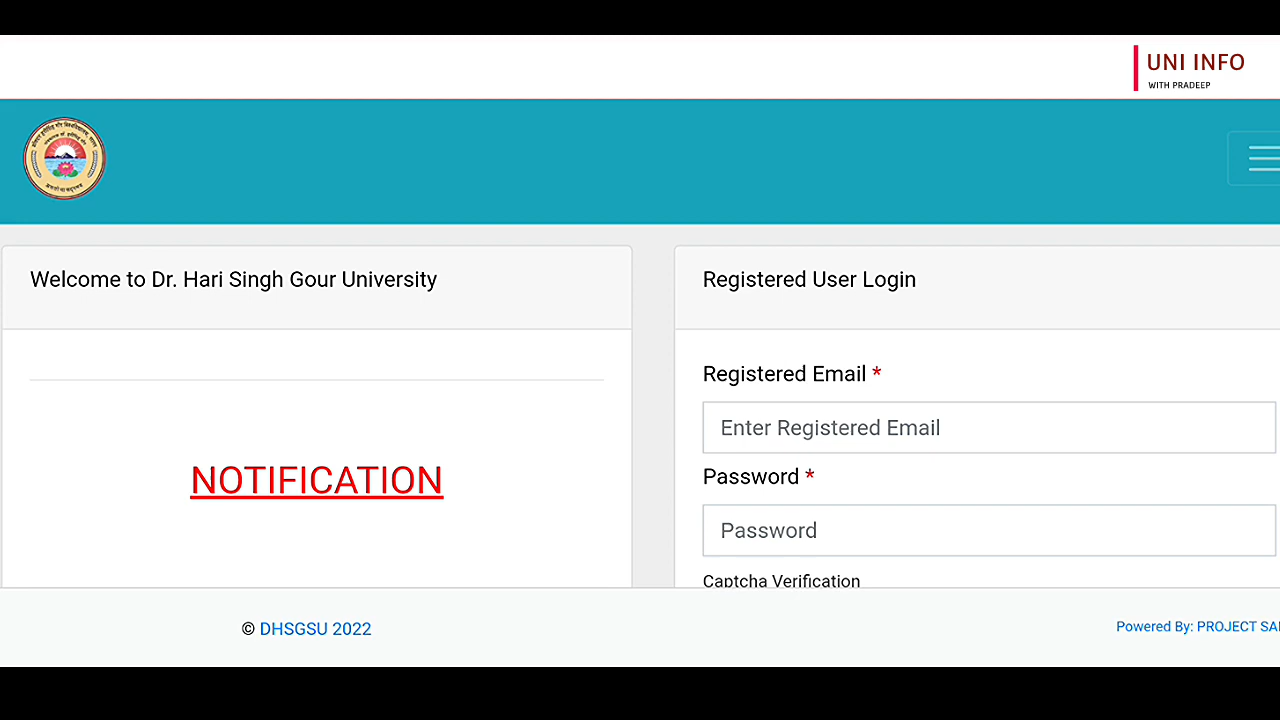 UNI INFO
WITH PRADEEP
Welcome to Dr. Hari Singh Gour University
NOTIFICATION
Registered User Login
Registered Email *
Enter Registered Email
Password *
Password
Captcha Verification
© DHSGSU 2022
Powered By: PROJECT